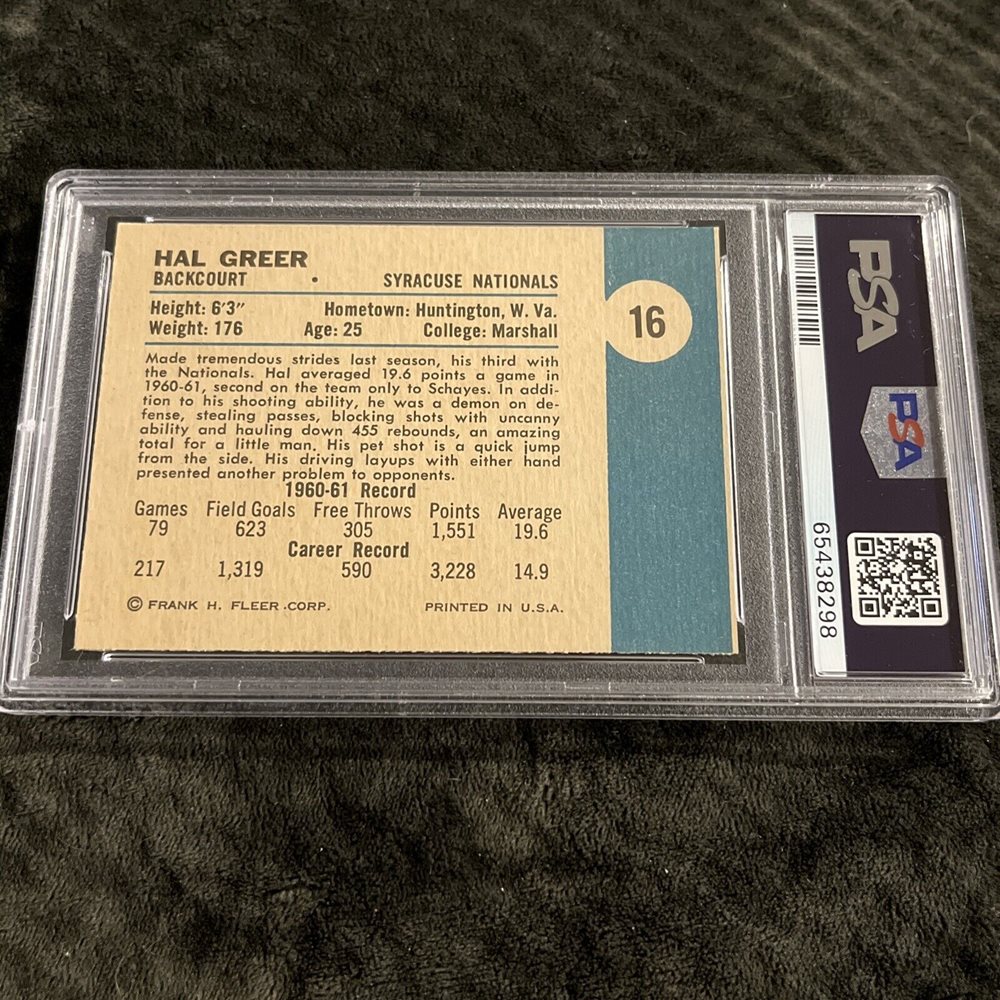 HAL GREER
BACKCOURT • SYRACUSE NATIONALS
Height: 6'3" Hometown: Huntington, W. Va.
Weight: 176 Age: 25 College: Marshall
16
Made tremendous strides last season, his third with
the Nationals. Hal averaged 19.6 points a game in
1960-61, second on the team only to Schayes. In addi-
tion to his shooting ability, he was a demon on de-
fense, stealing passes, blocking shots with uncanny
ability and hauling down 455 rebounds, an amazing
total for a little man. His pet shot is a quick jump
from the side. His driving layups with either hand
presented another problem to opponents.
1960-61 Record
Games Field Goals Free Throws Points Average
79 623 305 1,551 19.6
Career Record
217 1,319 590 3,228 14.9
© FRANK H. FLEER CORP. PRINTED IN U.S.A.
PSA
PSA
65438298